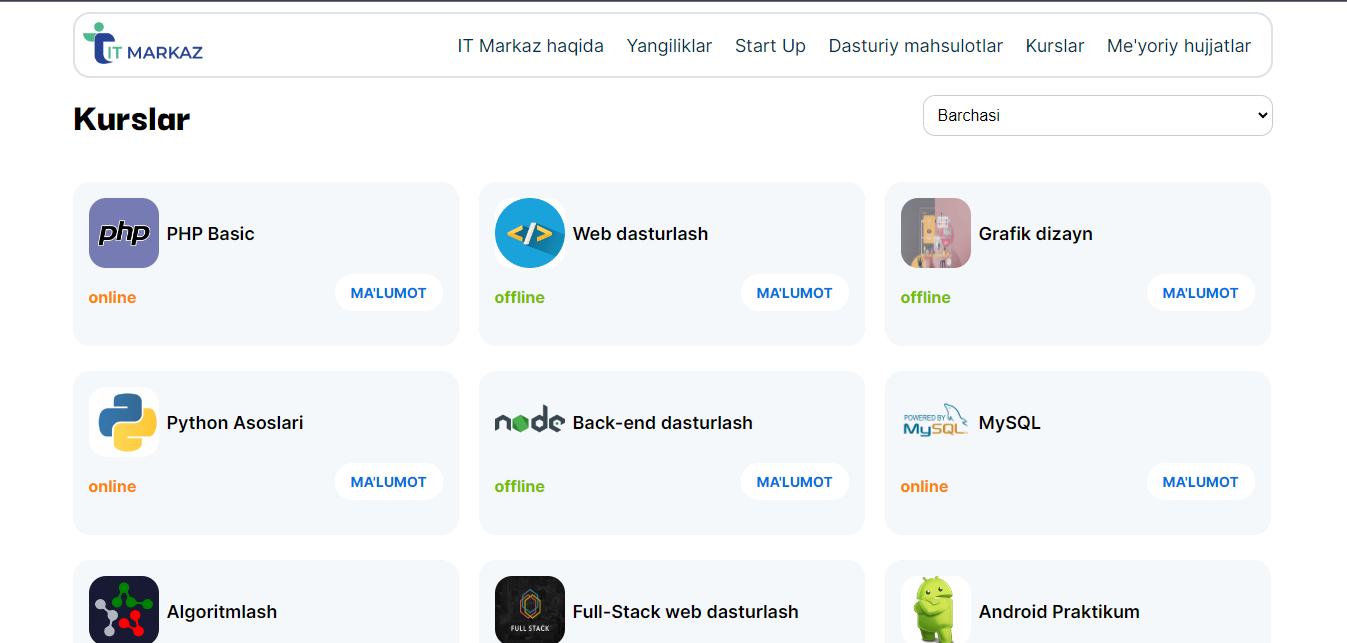 IT MARKAZ
IT Markaz haqida Yangiliklar Start Up Dasturiy mahsulotlar Kurslar Me'yoriy hujjatlar
Kurslar
Barchasi
php
PHP Basic
online
MA'LUMOT
</>
Web dasturlash
offline
MA'LUMOT
Grafik dizayn
offline
MA'LUMOT
Python Asoslari
online
MA'LUMOT
node
Back-end dasturlash
offline
MA'LUMOT
POWERED BY
MySQL
MySQL
online
MA'LUMOT
Algoritmlash
FULL STACK
Full-Stack web dasturlash
Android Praktikum